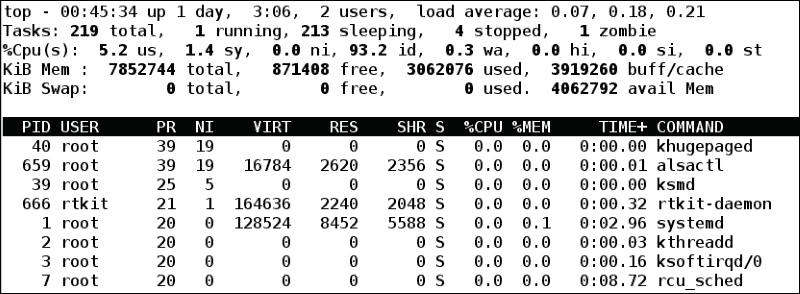 top - 00:45:34 up 1 day,  3:06,  2 users,  load average: 0.07, 0.18, 0.21
Tasks: 219 total,   1 running, 213 sleeping,   4 stopped,   1 zombie
%Cpu(s):  5.2 us,  1.4 sy,  0.0 ni, 93.2 id,  0.3 wa,  0.0 hi,  0.0 si,  0.0 st
KiB Mem :  7852744 total,   871408 free,  3062076 used,  3919260 buff/cache
KiB Swap:        0 total,        0 free,        0 used.  4062792 avail Mem
PID USER      PR  NI    VIRT    RES    SHR S  %CPU %MEM     TIME+ COMMAND
40 root      39  19       0      0      0 S   0.0  0.0   0:00.00 khugepaged
659 root      39  19   16784   2620   2356 S   0.0  0.0   0:00.01 alsactl
39 root      25   5       0      0      0 S   0.0  0.0   0:00.00 ksmd
666 rtkit     21   1  164636   2240   2048 S   0.0  0.0   0:00.32 rtkit-daemon
1 root      20   0  128524   8452   5588 S   0.0  0.1   0:02.96 systemd
2 root      20   0       0      0      0 S   0.0  0.0   0:00.03 kthreadd
3 root      20   0       0      0      0 S   0.0  0.0   0:00.16 ksoftirqd/0
7 root      20   0       0      0      0 S   0.0  0.0   0:08.72 rcu_sched